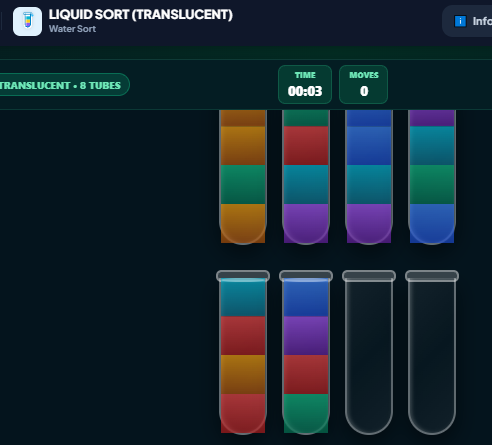 LIQUID SORT (TRANSLUCENT)
Water Sort
Info
TRANSLUCENT • 8 TUBES
TIME
00:03
MOVES
0